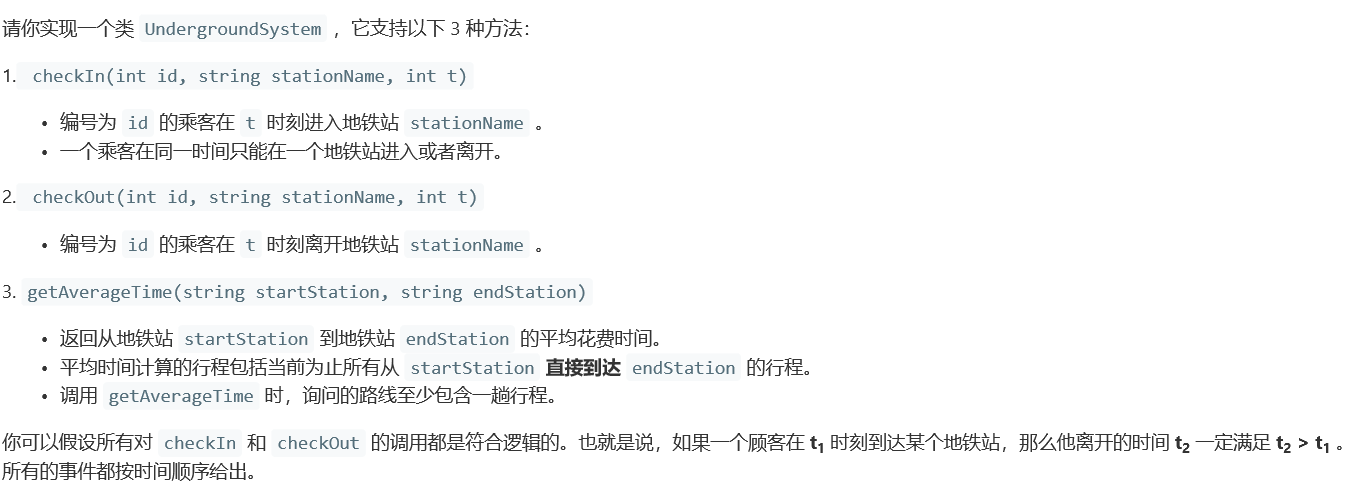 请你实现一个类 UndergroundSystem ，它支持以下 3 种方法：
1. checkIn(int id, string stationName, int t)
• 编号为 id 的乘客在 t 时刻进入地铁站 stationName 。
• 一个乘客在同一时间只能在一个地铁站进入或者离开。
2. checkOut(int id, string stationName, int t)
• 编号为 id 的乘客在 t 时刻离开地铁站 stationName 。
3. getAverageTime(string startStation, string endStation)
• 返回从地铁站 startStation 到地铁站 endStation 的平均花费时间。
• 平均时间计算的行程包括当前为止所有从 startStation 直接到达 endStation 的行程。
• 调用 getAverageTime 时，询问的路线至少包含一趟行程。
你可以假设所有对 checkIn 和 checkOut 的调用都是符合逻辑的。也就是说，如果一个顾客在 t1 时刻到达某个地铁站，那么他离开的时间 t2 一定满足 t2 > t1 。
所有的事件都按时间顺序给出。